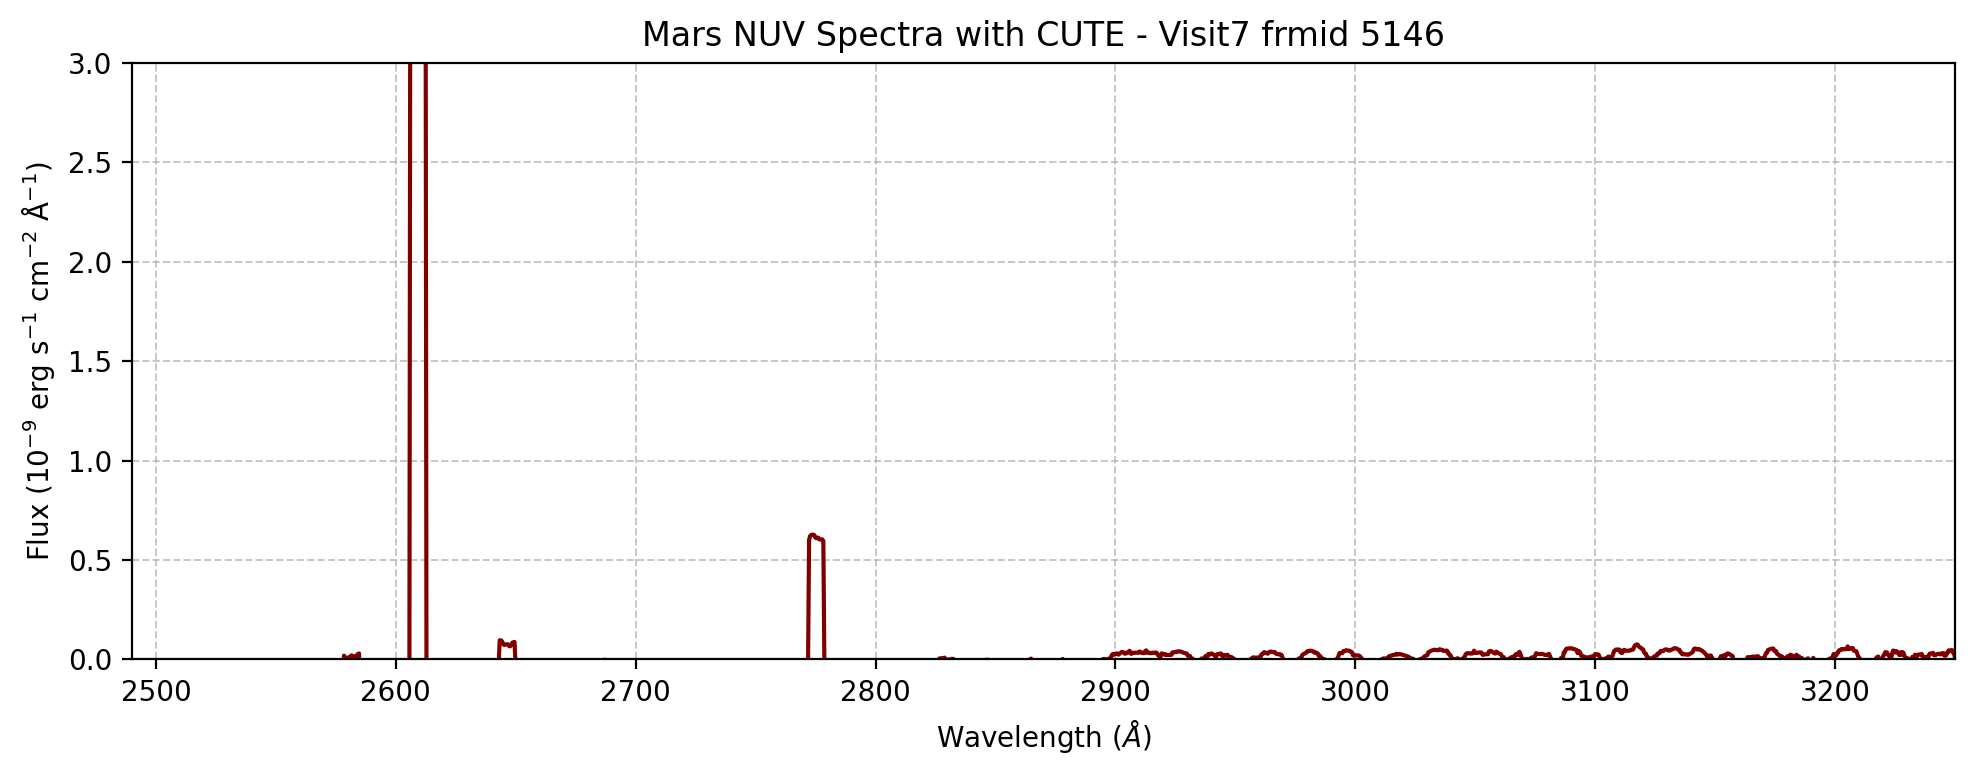 Mars NUV Spectra with CUTE - Visit7 frmid 5146
3.0
2.5
2.0
1.5
1.0
0.5
0.0
Flux (10⁻⁹ erg s⁻¹ cm⁻² Å⁻¹)
2500 2600 2700 2800 2900 3000 3100 3200
Wavelength (Å)